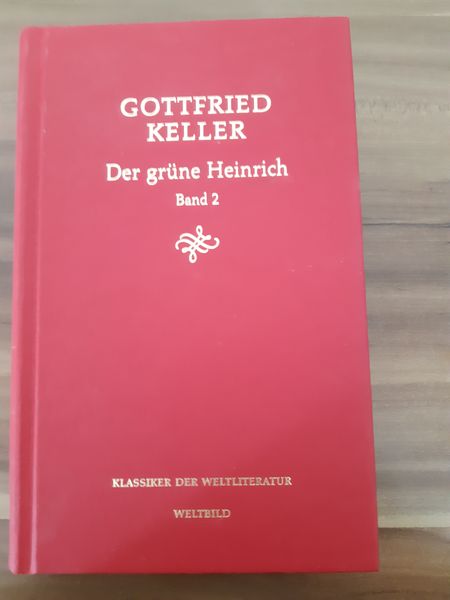 GOTTFRIED
KELLER
Der grüne Heinrich
Band 2
KLASSIKER DER WELTLITERATUR
WELTBILD